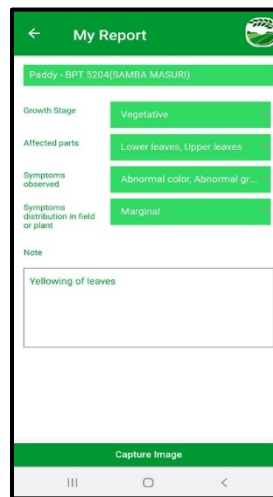 My Report
Paddy - BPT 5204(SAMBA MASURI)
Growth Stage
Vegetative
Affected parts
Lower leaves, Upper leaves
Symptoms
observed
Abnormal color, Abnormal gr...
Symptoms
distribution in field
or plant
Marginal
Note
Yellowing of leaves
Capture Image